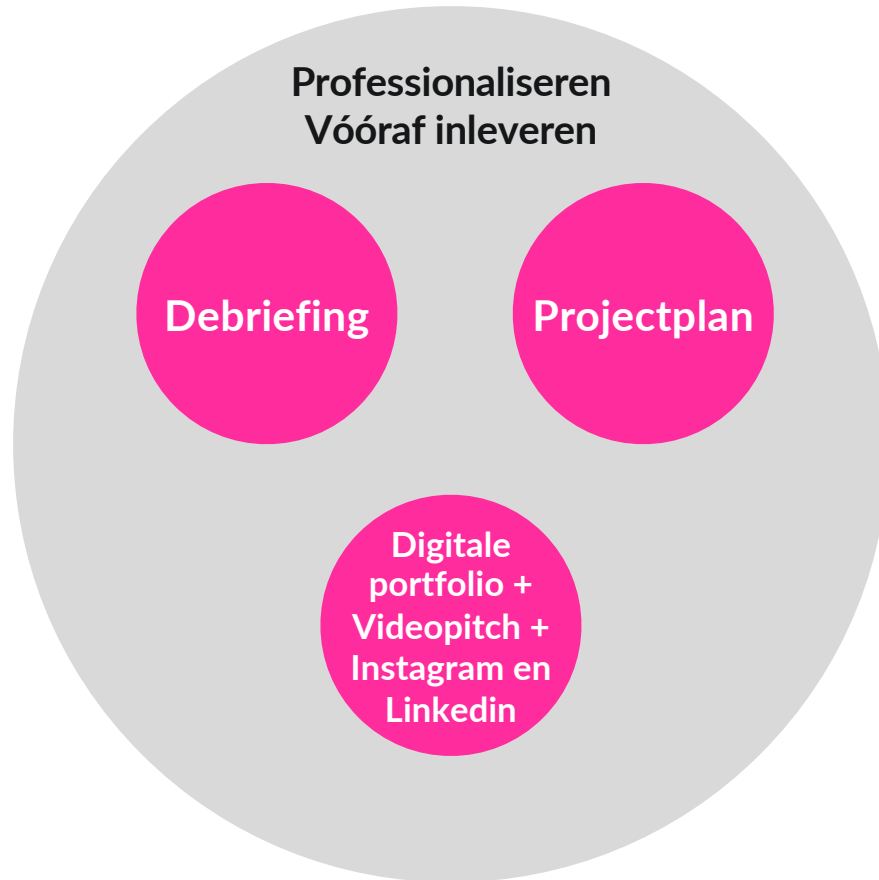 Professionaliseren
Vóóraf inleveren
Debriefing
Projectplan
Digitale
portfolio +
Videopitch +
Instagram en
Linkedin